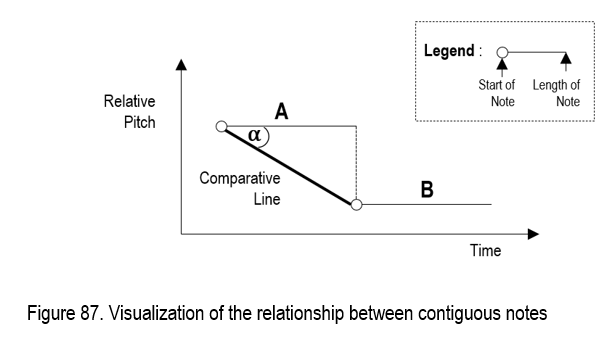 Legend :
Start of
Note
Length of
Note
Relative
Pitch
A
α
Comparative
Line
B
Time
Figure 87. Visualization of the relationship between contiguous notes